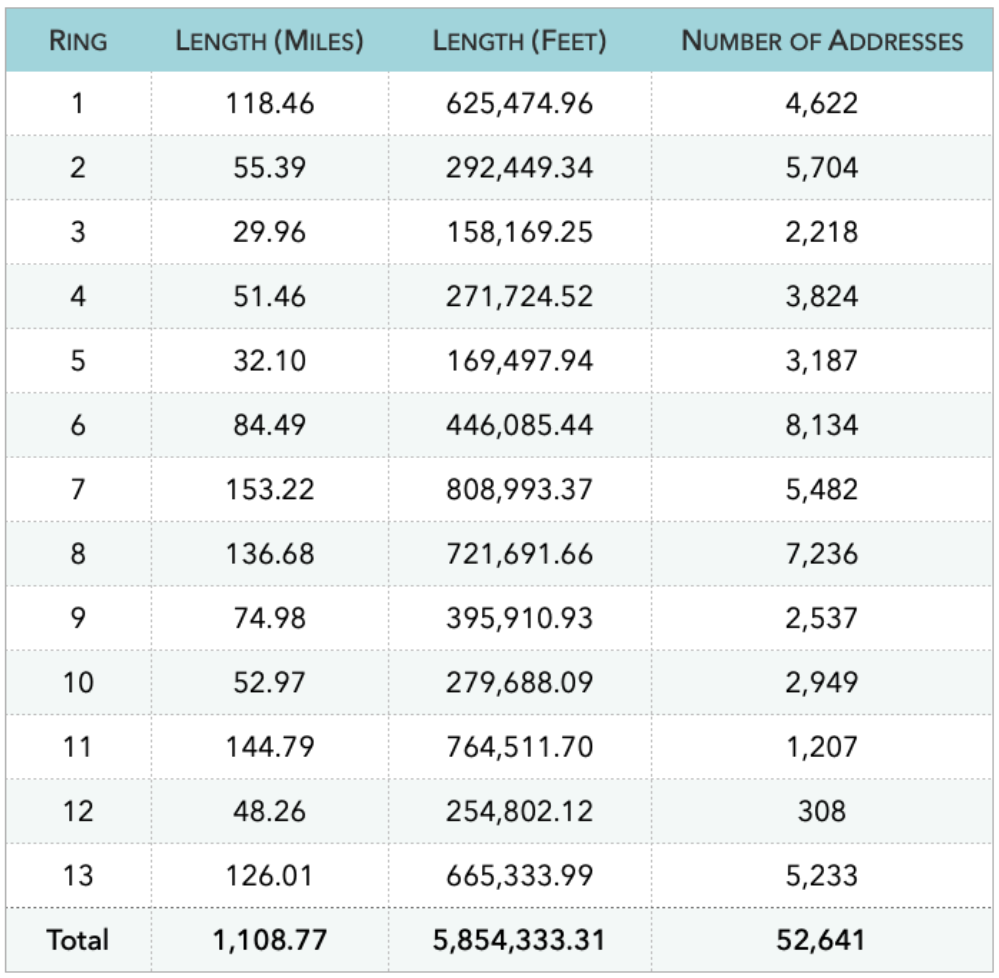 RING LENGTH (MILES) LENGTH (FEET) NUMBER OF ADDRESSES
1 118.46 625,474.96 4,622
2 55.39 292,449.34 5,704
3 29.96 158,169.25 2,218
4 51.46 271,724.52 3,824
5 32.10 169,497.94 3,187
6 84.49 446,085.44 8,134
7 153.22 808,993.37 5,482
8 136.68 721,691.66 7,236
9 74.98 395,910.93 2,537
10 52.97 279,688.09 2,949
11 144.79 764,511.70 1,207
12 48.26 254,802.12 308
13 126.01 665,333.99 5,233
Total 1,108.77 5,854,333.31 52,641